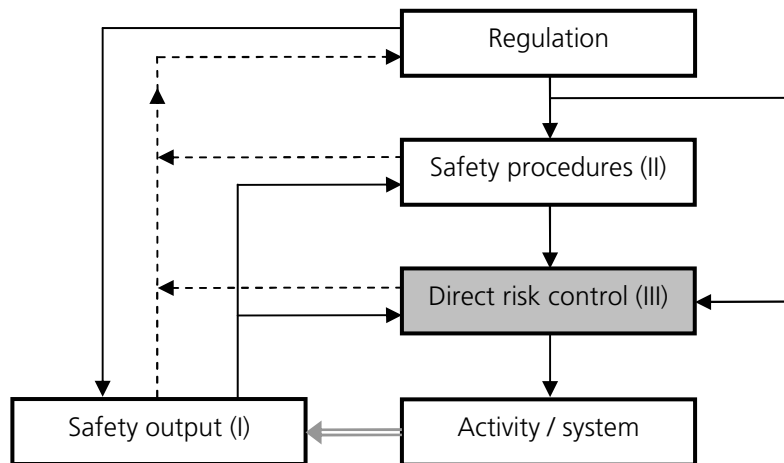 Regulation
Safety procedures (II)
Direct risk control (III)
Safety output (I)
Activity / system